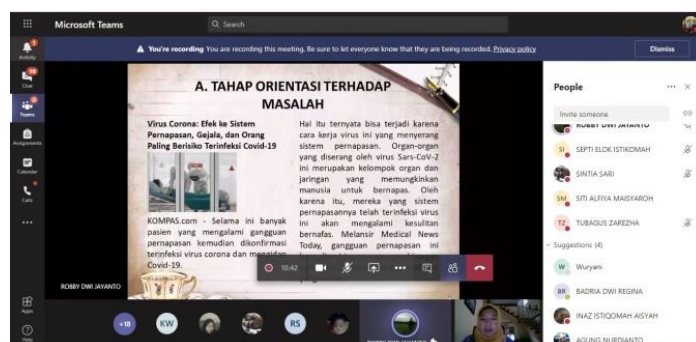 Microsoft Teams
Search
You're recording You are recording this meeting. Be sure to let everyone know that they are being recorded. Privacy policy
Dismiss
Activity
Chat
Teams
Assignments
Calendar
Calls
Apps
Help
A. TAHAP ORIENTASI TERHADAP
MASALAH
Virus Corona: Efek ke Sistem
Pernapasan, Gejala, dan Orang
Paling Berisiko Terinfeksi Covid-19
KOMPAS.com - Selama ini banyak
pasien yang mengalami gangguan
pernapasan kemudian dikonfirmasi
terinfeksi virus corona dan
Covid-19.
Hal itu ternyata bisa terjadi karena
cara kerja virus ini yang menyerang
sistem pernapasan. Organ-organ
yang diserang oleh virus Sars-CoV-2
ini merupakan kelompok organ dan
jaringan yang memungkinkan
manusia untuk bernapas. Oleh
karena itu, mereka yang sistem
pernapasannya telah terinfeksi virus
ini akan mengalami kesulitan
bernafas. Melansir Medical News
Today, gangguan pernapasan ini
10:42
ROBBY DWI JAYANTO
+18
KW
RS
People
Invite someone
ROBBY DWI JAYANTO
SI SEPTI ELOK ISTIKOMAH
SINTIA SARI
SM SITI ALFIYA MAISYAROH
TZ TUBAGUS ZAREZHA
Suggestions (4)
W Wuryani
BR BADRIA DWI REGINA
INAZ ISTIQOMAH AISYAH
AGUNG NURDIANTO